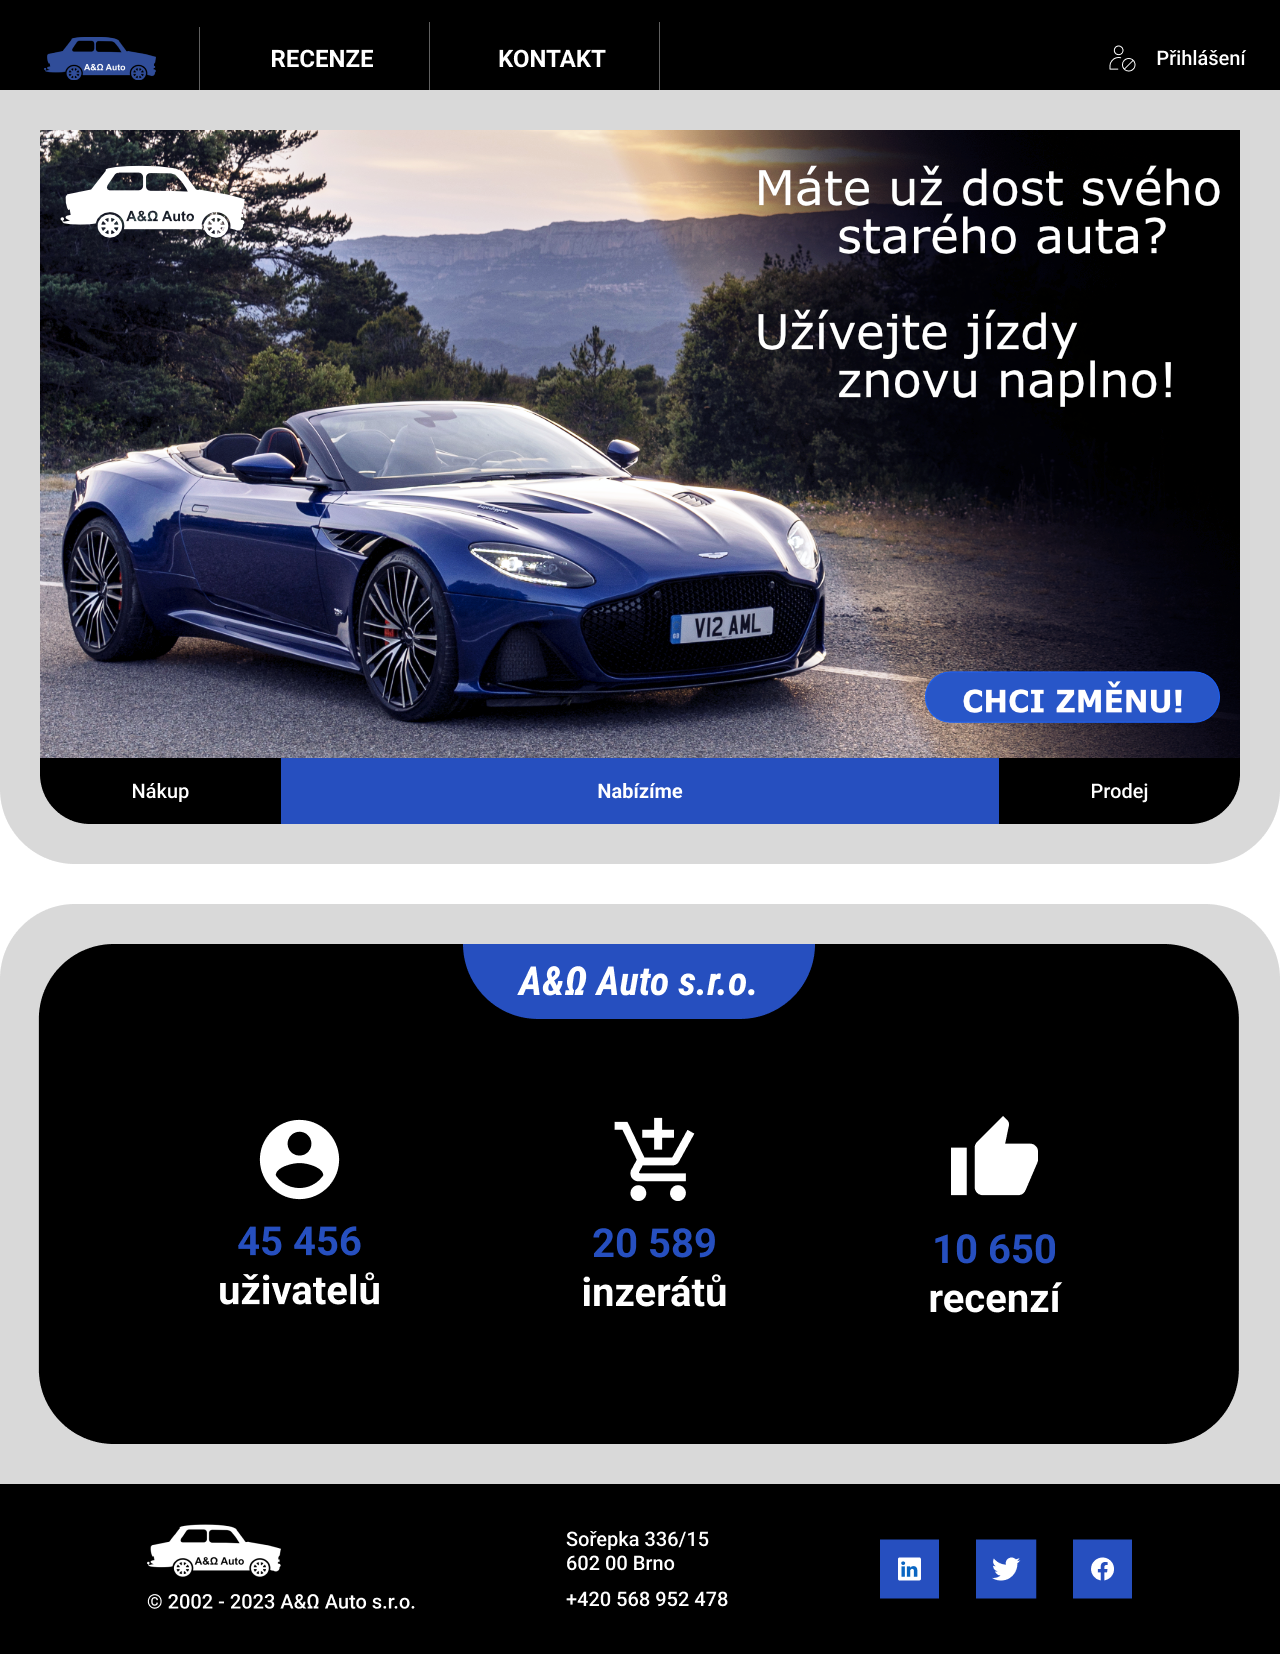 A&Ω Auto
RECENZE
KONTAKT
Přihlášení
A&Ω Auto
Máte už dost svého
starého auta?
Užívejte jízdy
znovu naplno!
V12 AML
CHCI ZMĚNU!
Nákup
Nabízíme
Prodej
A&Ω Auto s.r.o.
45 456
uživatelů
20 589
inzerátů
10 650
recenzí
A&Ω Auto
© 2002 - 2023 A&Ω Auto s.r.o.
Sořepka 336/15
602 00 Brno
+420 568 952 478
in